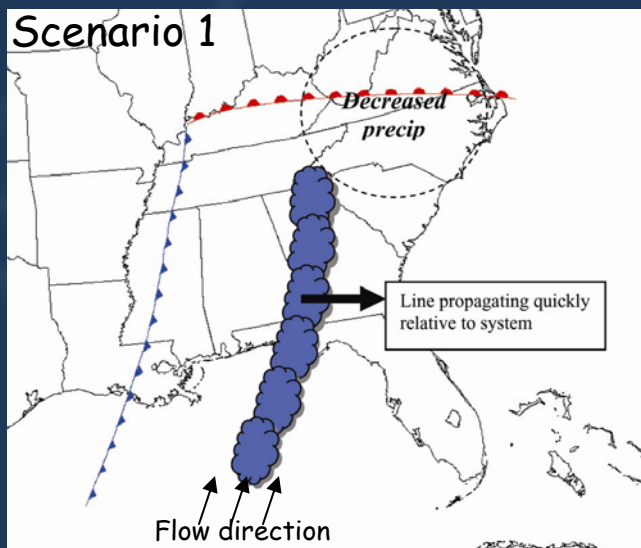 Scenario 1
Decreased
precip
Line propagating quickly
relative to system
Flow direction